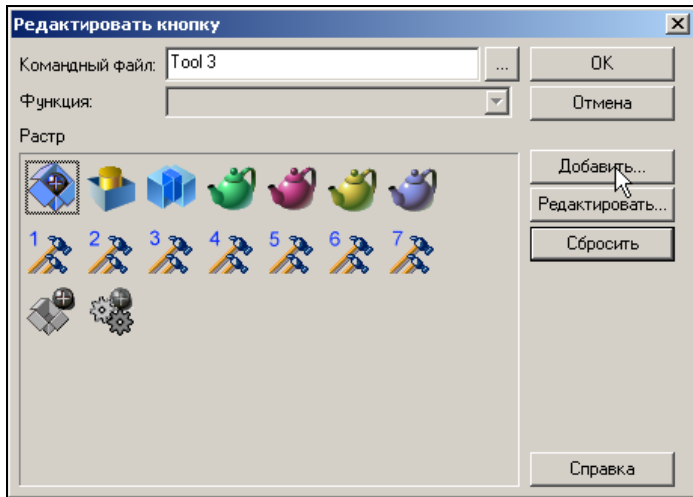 Редактировать кнопку
Командный файл: Tool 3 ... OK
Функция: Отмена
Растр
Добавить...
Редактировать...
1 2 3 4 5 6 7
Сбросить
Справка